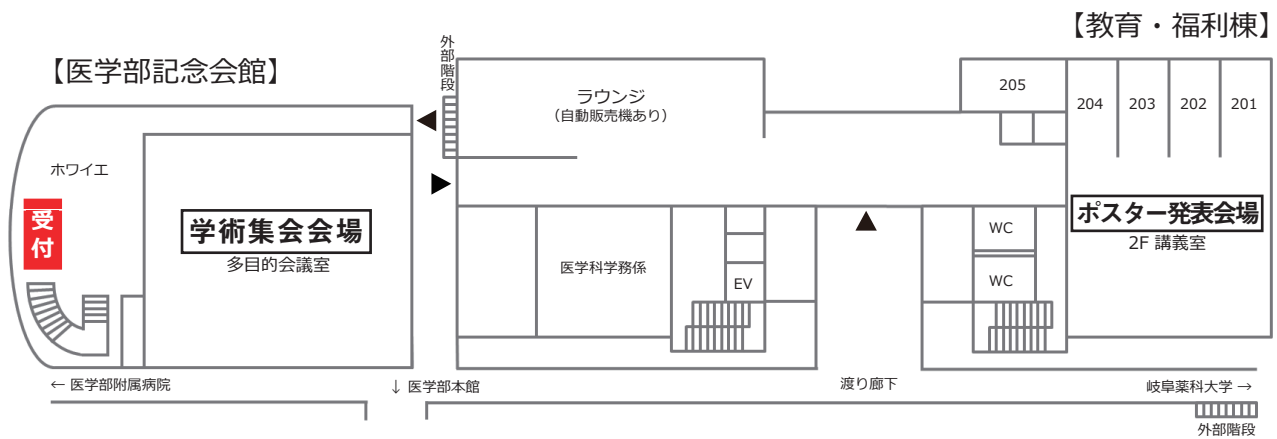 【教育・福利棟】
【医学部記念会館】
外部階段
ラウンジ
（自動販売機あり）
205
204
203
202
201
ホワイエ
受付
学術集会会場
多目的会議室
ポスター発表会場
2F 講義室
医学科学務係
EV
WC
WC
← 医学部附属病院
↓ 医学部本館
渡り廊下
岐阜薬科大学 →
外部階段